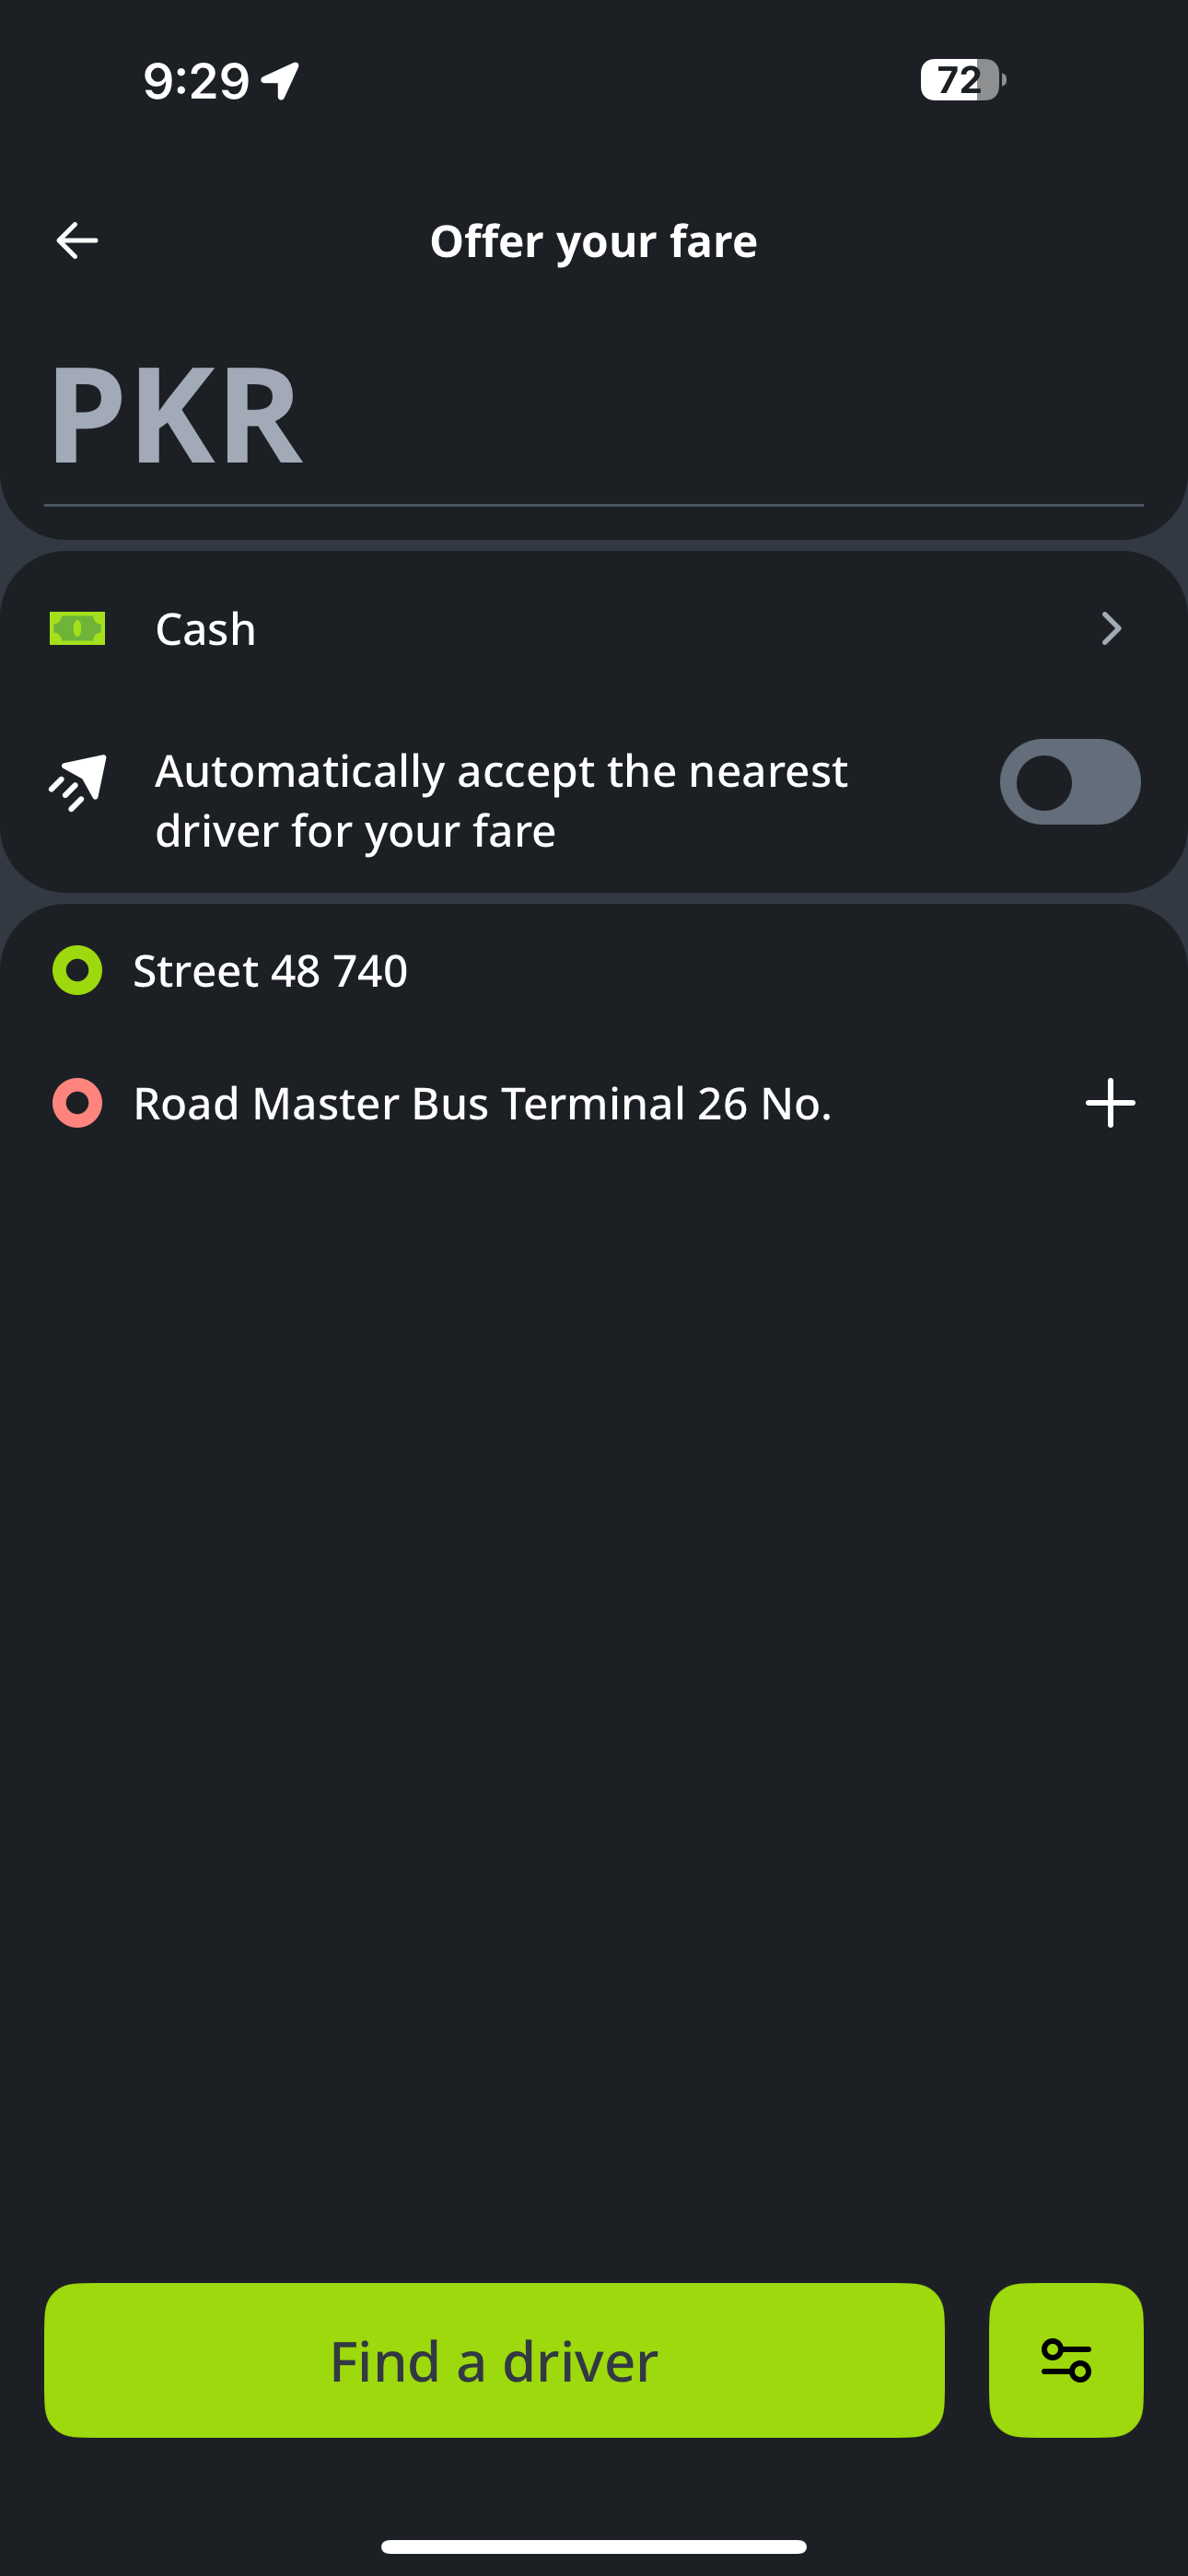 9:29
72
Offer your fare
PKR
Cash
Automatically accept the nearest
driver for your fare
Street 48 740
Road Master Bus Terminal 26 No.
Find a driver